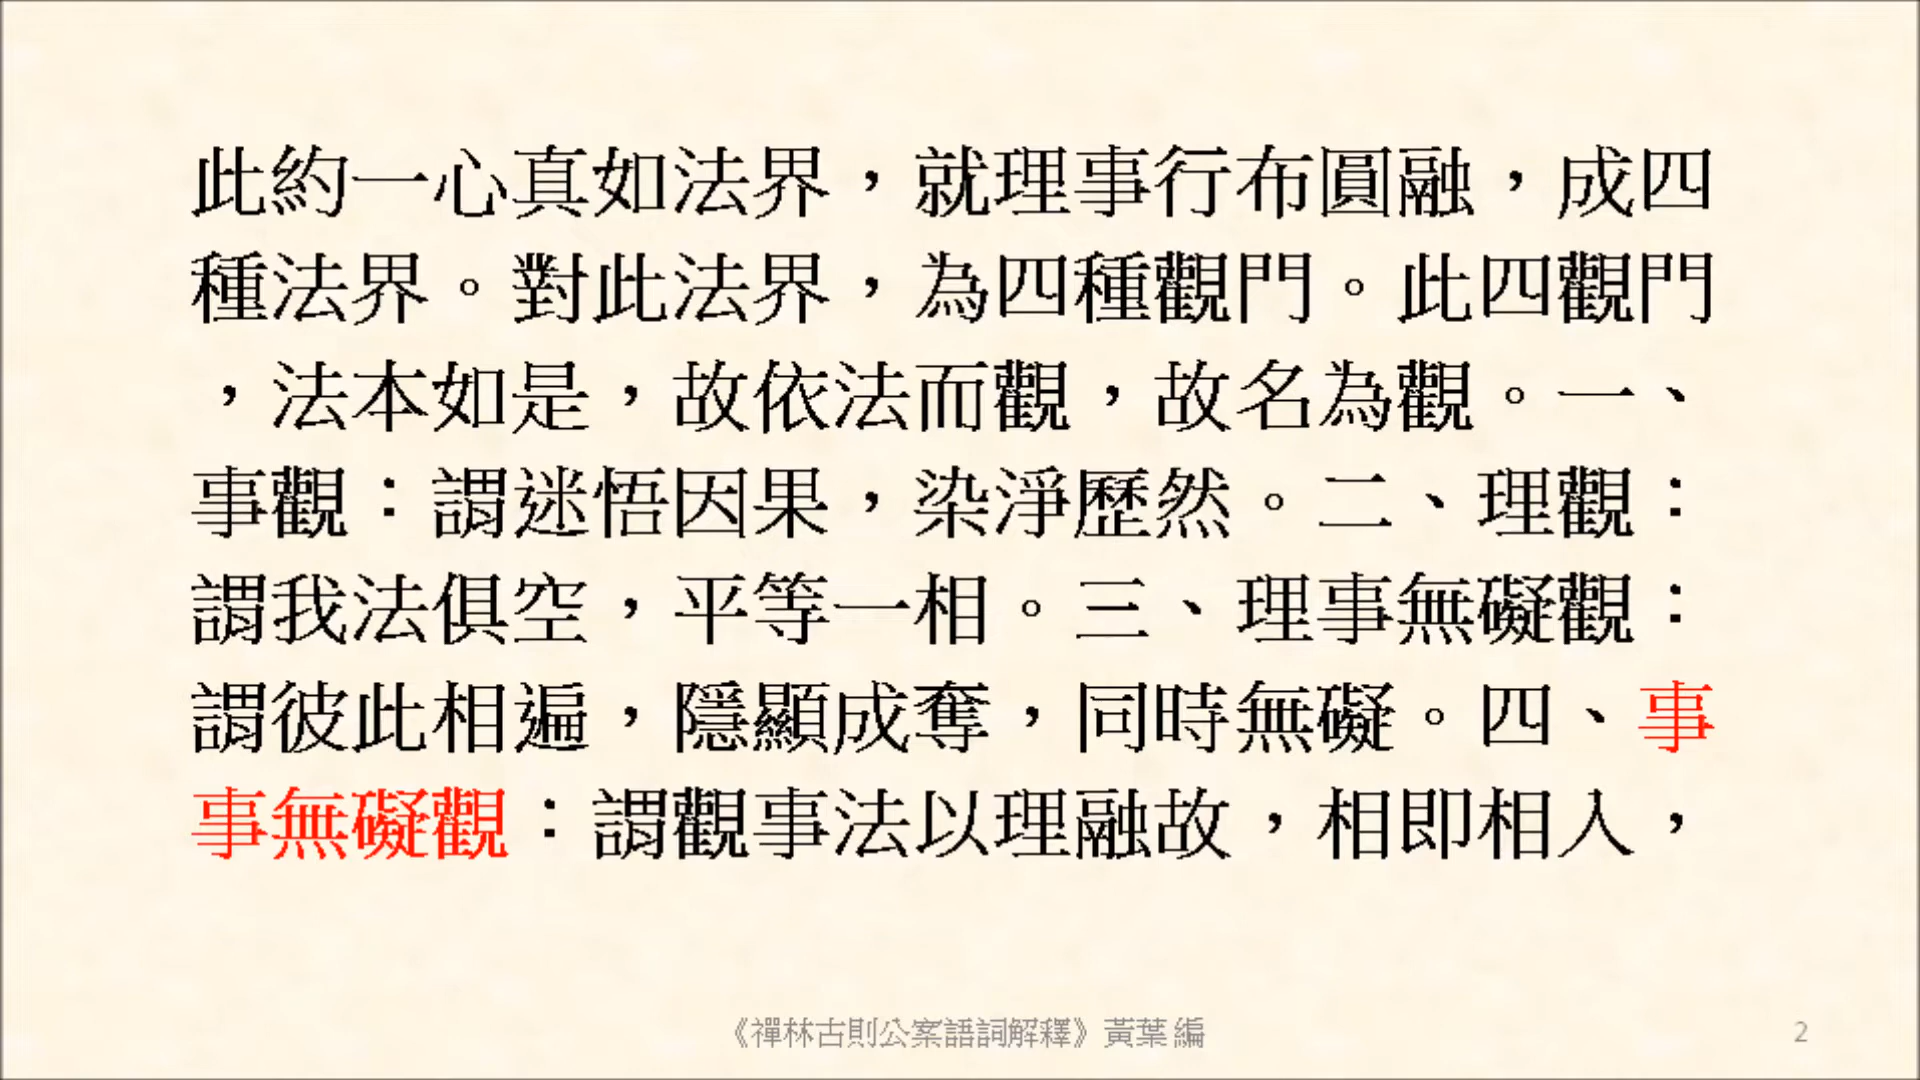 此約一心真如法界，就理事行布圓融，成四
種法界。對此法界，為四種觀門。此四觀門
，法本如是，故依法而觀，故名為觀。一、
事觀：謂迷悟因果，染淨歷然。二、理觀：
謂我法俱空，平等一相。三、理事無礙觀：
謂彼此相遍，隱顯成奪，同時無礙。四、事
事無礙觀：謂觀事法以理融故，相即相入，
《禪林古則公案語詞解釋》黃葉編
2